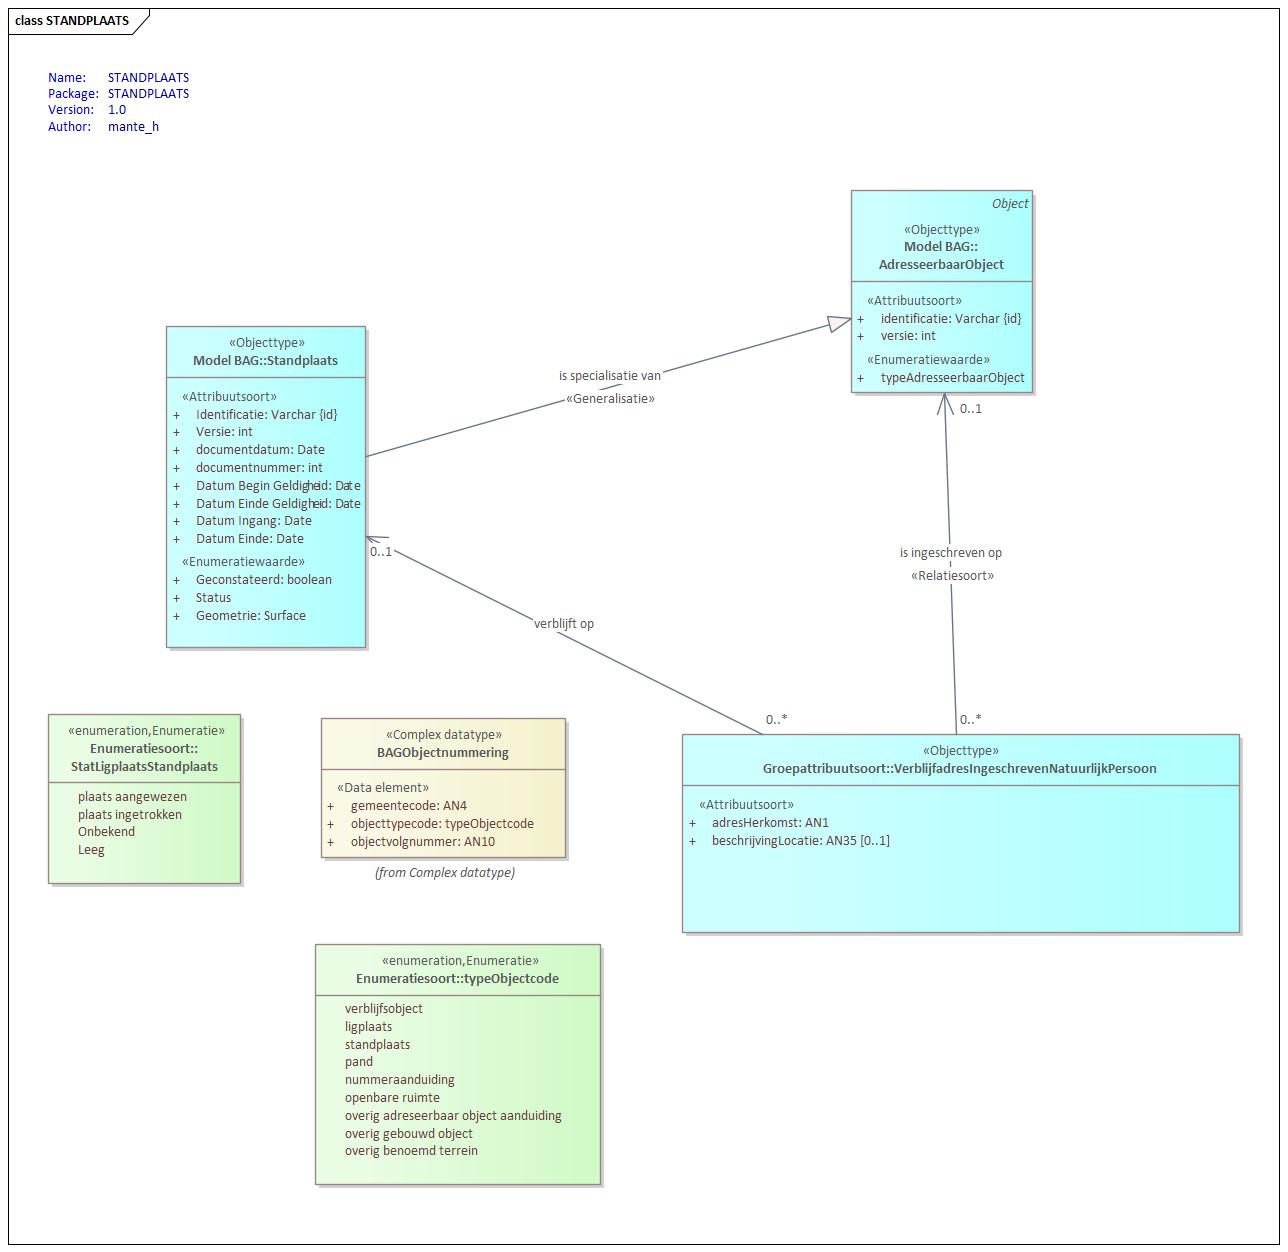 class STANDPLAATS
Name: STANDPLAATS
Package: STANDPLAATS
Version: 1.0
Author: mante_h
Object
«Objecttype»
Model BAG::
AdresseerbaarObject
«Attribuutsoort»
+ identificatie: Varchar {id}
+ versie: int
«Enumeratiewaarde»
+ typeAdresseerbaarObject
«Objecttype»
Model BAG::Standplaats
«Attribuutsoort»
+ Identificatie: Varchar {id}
+ Versie: int
+ documentdatum: Date
+ documentnummer: int
+ Datum Begin Geldigheid: Date
+ Datum Einde Geldigheid: Date
+ Datum Ingang: Date
+ Datum Einde: Date
«Enumeratiewaarde»
+ Geconstateerd: boolean
+ Status
+ Geometrie: Surface
is specialisatie van
«Generalisatie»
0..1
0..1
is ingeschreven op
«Relatiesoort»
verblijft op
0..*
0..*
«enumeration,Enumeratie»
Enumeratiesoort::
StatLigplaatsStandplaats
plaats aangewezen
plaats ingetrokken
Onbekend
Leeg
«Complex datatype»
BAGObjectnummering
«Data element»
+ gemeentecode: AN4
+ objecttypecode: typeObjectcode
+ objectvolgnummer: AN10
(from Complex datatype)
«Objecttype»
Groepattribuutsoort::VerblijfadresIngeschrevenNatuurlijkPersoon
«Attribuutsoort»
+ adresHerkomst: AN1
+ beschrijvingLocatie: AN35 [0..1]
«enumeration,Enumeratie»
Enumeratiesoort::typeObjectcode
verblijfsobject
ligplaats
standplaats
pand
nummeraanduiding
openbare ruimte
overig adreseerbaar object aanduiding
overig gebouwd object
overig benoemd terrein